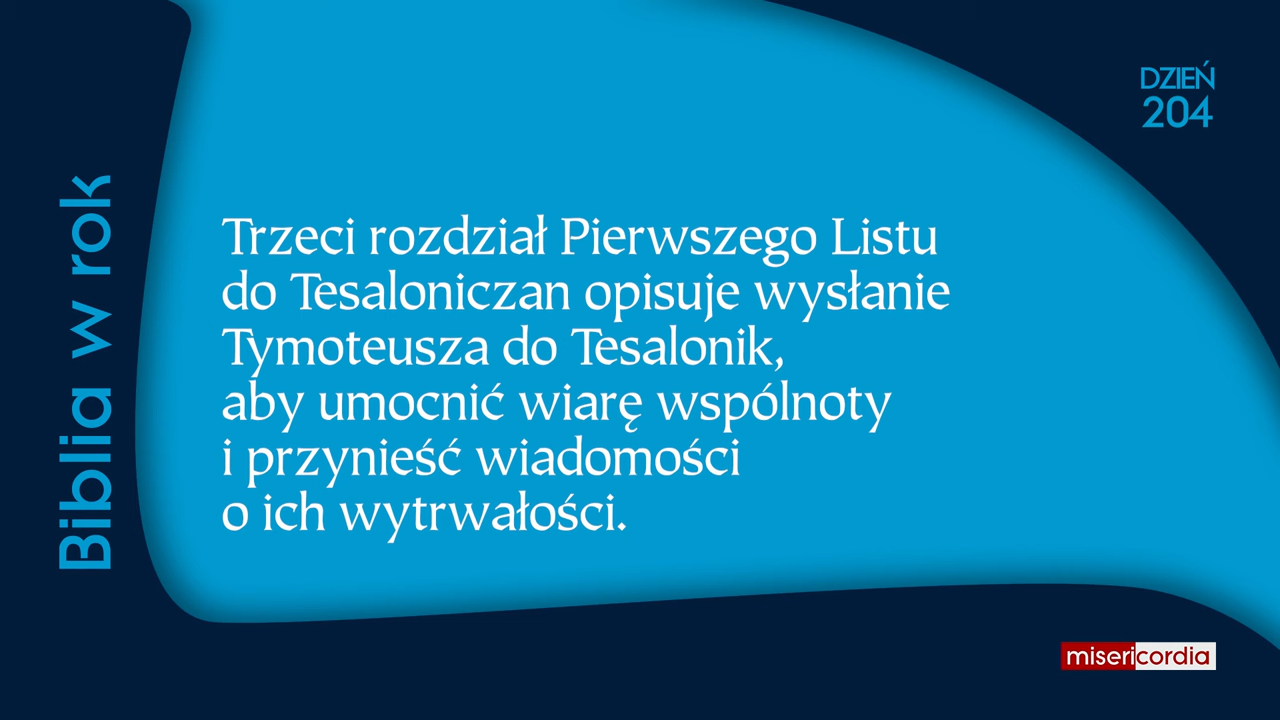 DZIEŃ
204
Biblia w rok
Trzeci rozdział Pierwszego Listu
do Tesaloniczan opisuje wysłanie
Tymoteusza do Tesalonik,
aby umocnić wiarę wspólnoty
i przynieść wiadomości
o ich wytrwałości.
misericordia